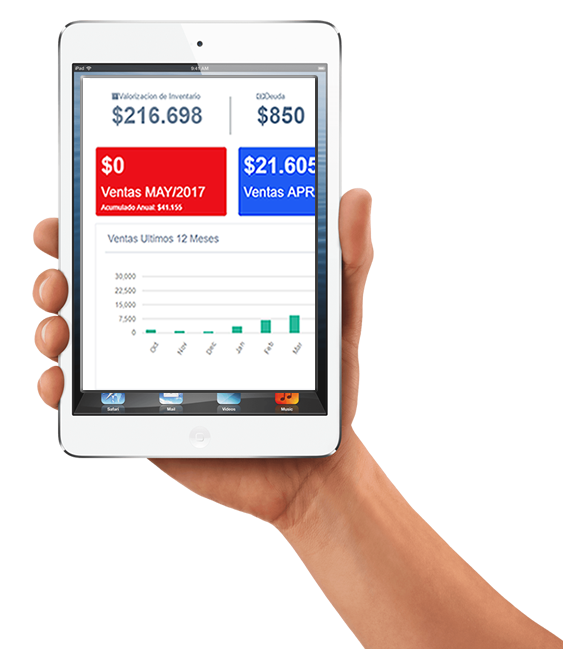 iPad
9:41 AM
Valorizacion de Inventario
Deuda
$216.698
$850
$0
Ventas MAY/2017
Acumulado Anual: $41.155
$21.605
Ventas APR
Ventas Ultimos 12 Meses
30,000
22,500
15,000
7,500
0
Oct
Nov
Dec
Jan
Feb
Mar
Safari
Mail
Videos
Music